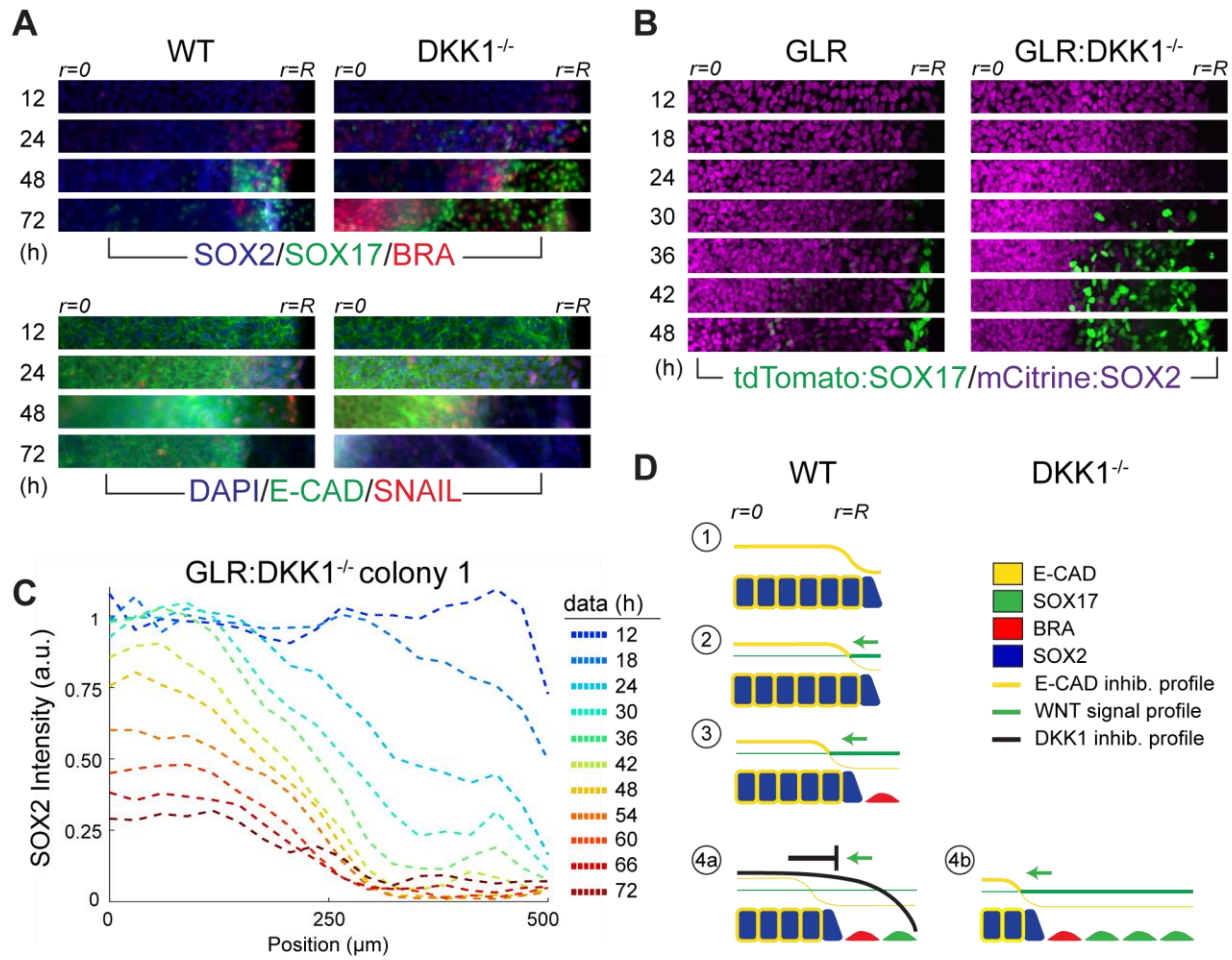 A
WT
DKK1-/-
r=0 r=R r=0 r=R
12
24
48
72
(h)
SOX2/SOX17/BRA
r=0 r=R r=0 r=R
12
24
48
72
(h)
DAPI/E-CAD/SNAIL
B
GLR
GLR:DKK1-/-
r=0 r=R r=0 r=R
12
18
24
30
36
42
48
(h)
tdTomato:SOX17/mCitrine:SOX2
C
GLR:DKK1-/- colony 1
SOX2 Intensity (a.u.)
1
0.75
0.50
0.25
0
0 250 500
Position (µm)
data (h)
12
18
24
30
36
42
48
54
60
66
72
D
WT
DKK1-/-
r=0 r=R
1
2
3
4a
4b
E-CAD
SOX17
BRA
SOX2
E-CAD inhib. profile
WNT signal profile
DKK1 inhib. profile